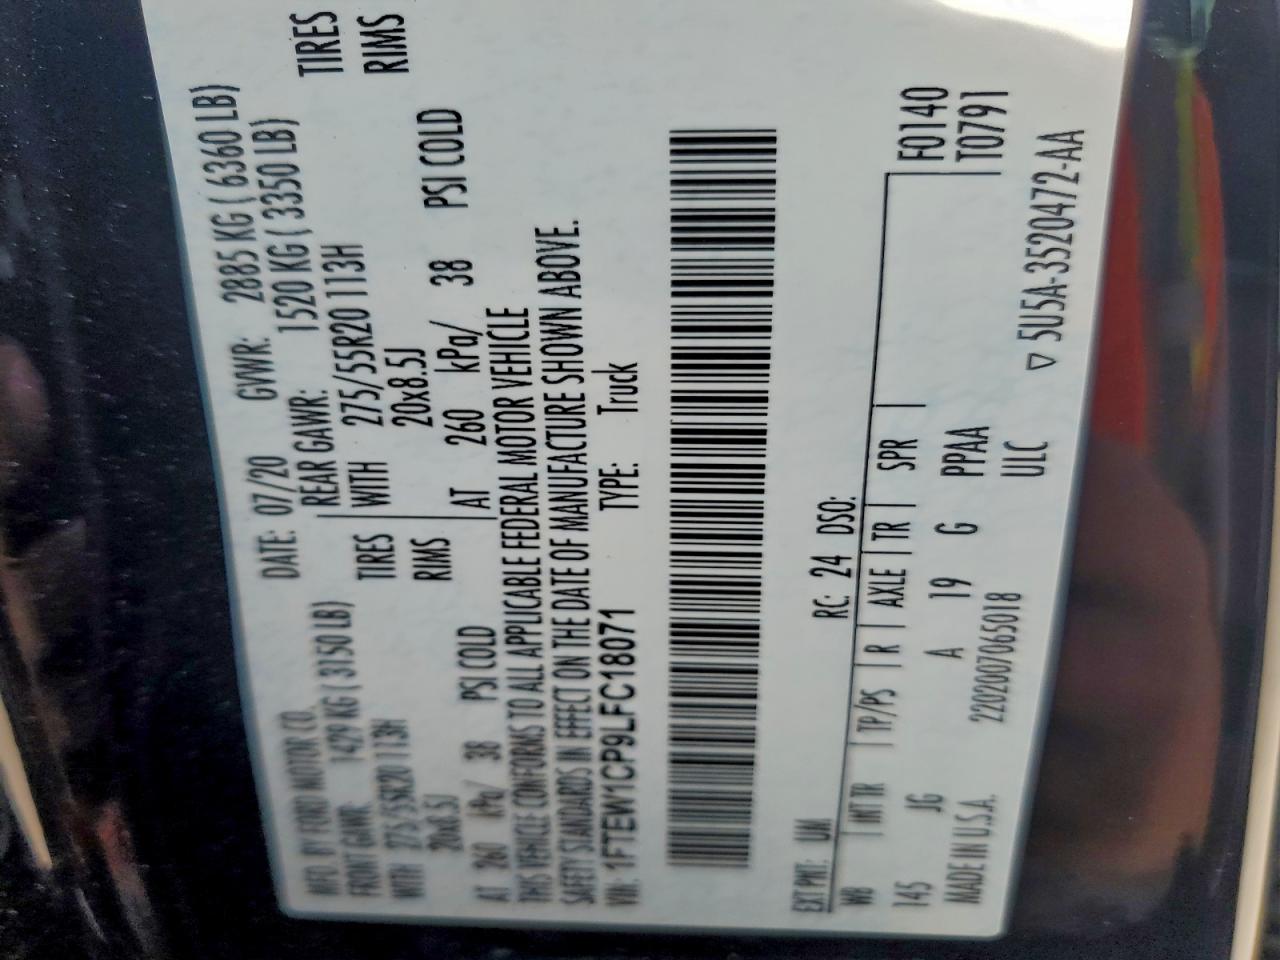 MFD. BY FORD MOTOR CO.
DATE: 07/20 GVWR: 2885 KG ( 6360 LB)
FRONT GAWR: 1429 KG ( 3150 LB) REAR GAWR: 1520 KG ( 3350 LB)
WITH 275/55R20 113H TIRES WITH 275/55R20 113H TIRES
20x8.5J RIMS 20x8.5J RIMS
AT 260 kPa/ 38 PSI COLD AT 260 kPa/ 38 PSI COLD
THIS VEHICLE CONFORMS TO ALL APPLICABLE FEDERAL MOTOR VEHICLE
SAFETY STANDARDS IN EFFECT ON THE DATE OF MANUFACTURE SHOWN ABOVE.
VIN: 1FTEW1CP9LFC18071 TYPE: Truck
EXT PNT: UM RC: 24 DSO:
WB INT TR TP/PS R AXLE TR SPR F0140
145 JG A 19 G PPAA T0791
MADE IN U.S.A. 2202007065018 ULC ▽ 5U5A-3520472-AA